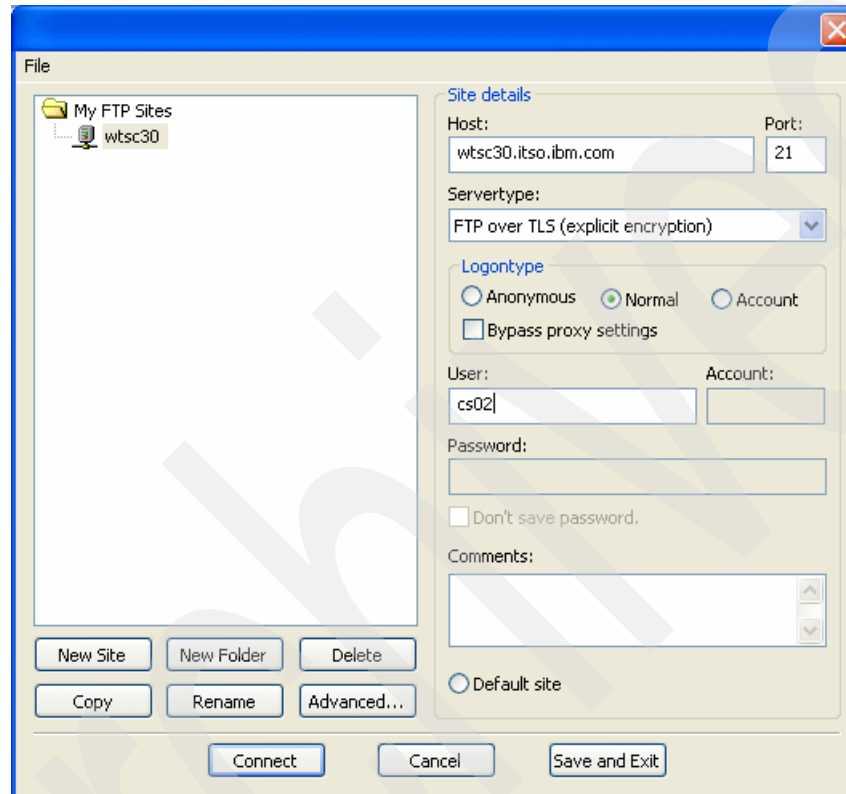 File
My FTP Sites
wtsc30
New Site New Folder Delete
Copy Rename Advanced...
Site details
Host: Port:
wtsc30.itso.ibm.com 21
Servertype:
FTP over TLS (explicit encryption)
Logontype
Anonymous Normal Account
Bypass proxy settings
User: Account:
cs02
Password:
Don't save password.
Comments:
Default site
Connect Cancel Save and Exit